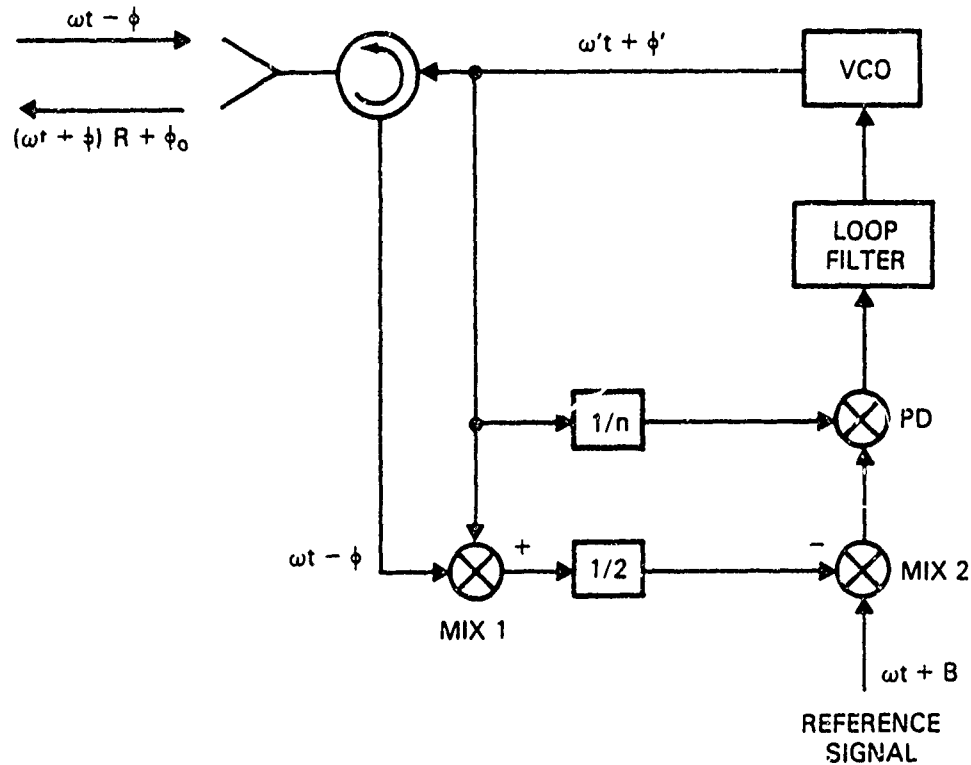 ωt − ϕ
(ωt + ϕ) R + ϕ₀
ω't + ϕ'
VCO
LOOP
FILTER
1/n
PD
ωt − ϕ
+
1/2
−
MIX 1
MIX 2
ωt + B
REFERENCE
SIGNAL